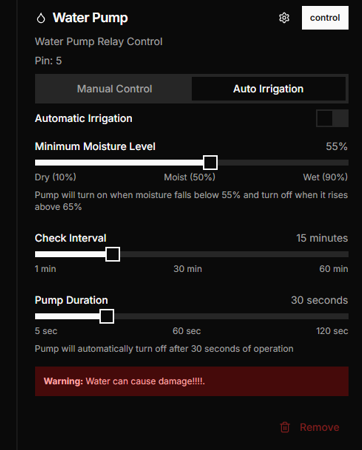 Water Pump control
Water Pump Relay Control
Pin: 5
Manual Control Auto Irrigation
Automatic Irrigation
Minimum Moisture Level 55%
Dry (10%) Moist (50%) Wet (90%)
Pump will turn on when moisture falls below 55% and turn off when it rises
above 65%
Check Interval 15 minutes
1 min 30 min 60 min
Pump Duration 30 seconds
5 sec 60 sec 120 sec
Pump will automatically turn off after 30 seconds of operation
Warning: Water can cause damage!!!!.
Remove